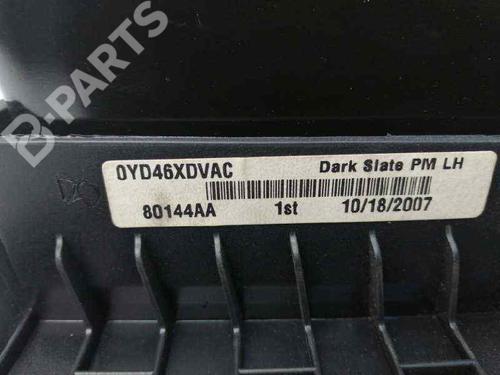 B-PARTS
0YD46XDVAC Dark Slate PM LH
80144AA 1st 10/18/2007